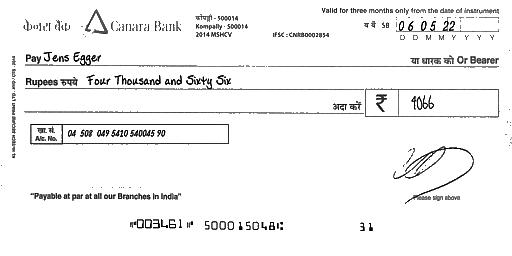 Valid for three months only from the date of instrument
केनरा बैंक Canara Bank
कोंपल्ली - 500014
Kompally - 500014
2014 MSHCV
IFSC : CNRB0002854
SB 06 05 22
D D M M Y Y Y Y
Pay Jens Egger या धारक को Or Bearer
Rupees रुपये Four Thousand and Sixty Six
अदा करें ₹ 4066
खा. सं.
A/c. No. 04 508 049 5410 540045 90
Please sign above
"Payable at par at all our Branches in India"
⑈003461⑈ 500015048⑆ 31